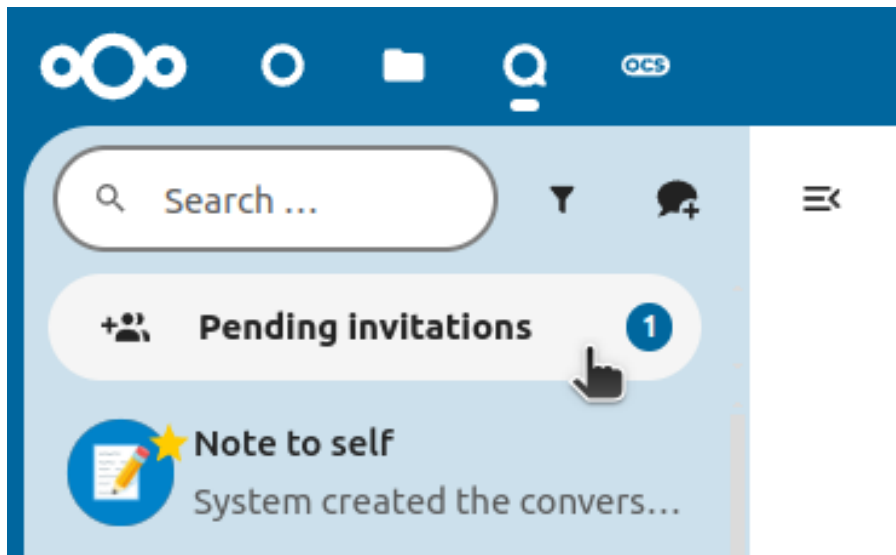 ocs
Search ...
Pending invitations
1
Note to self
System created the convers...